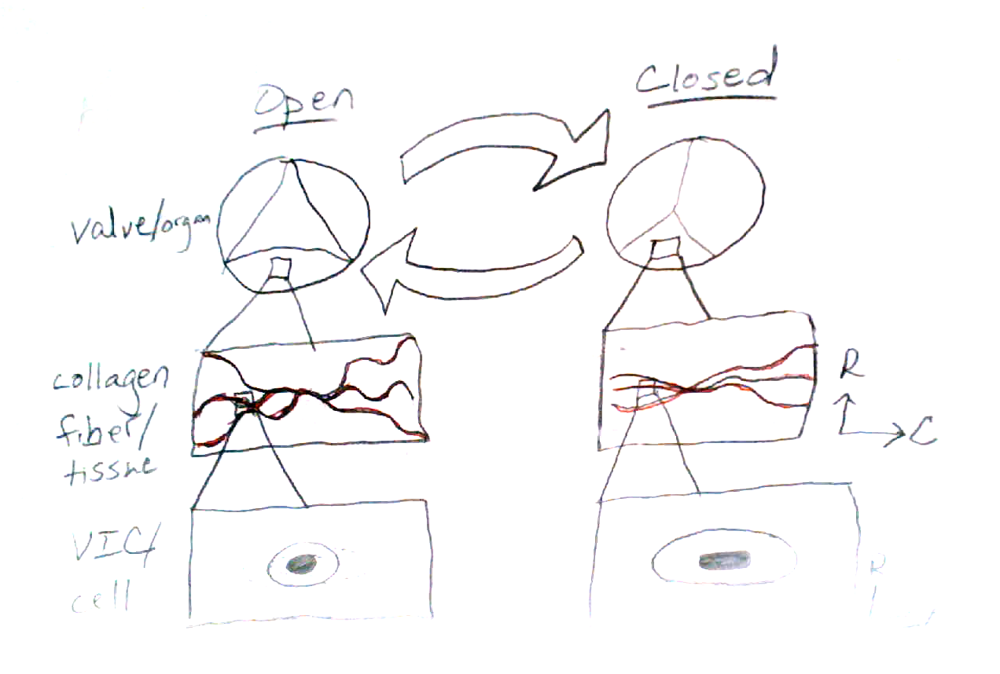 Open
Closed
valve/organ
collagen
fiber/
tissue
R
C
VIC/
cell
R